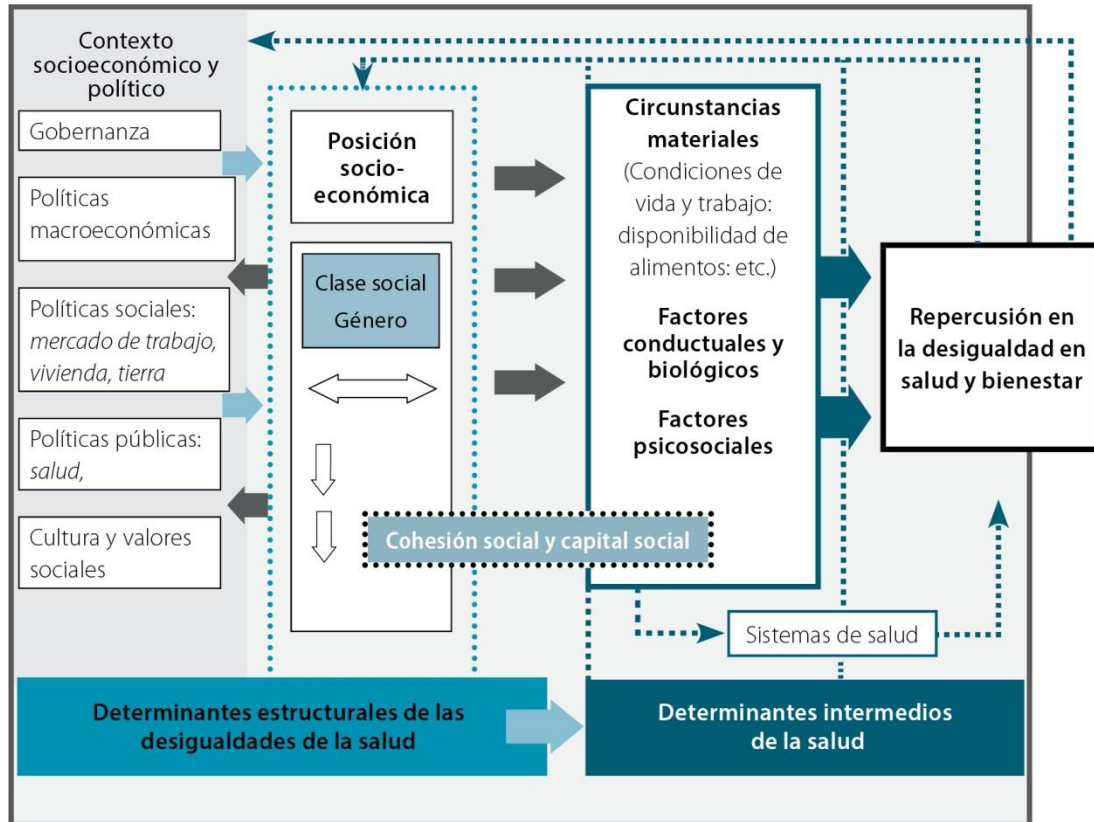 Contexto
socioeconómico y
político
Gobernanza
Políticas
macroeconómicas
Políticas sociales:
mercado de trabajo,
vivienda, tierra
Políticas públicas:
salud,
Cultura y valores
sociales
Posición
socio-
económica
Clase social
Género
Cohesión social y capital social
Circunstancias
materiales
(Condiciones de
vida y trabajo:
disponibilidad de
alimentos: etc.)
Factores
conductuales y
biológicos
Factores
psicosociales
Repercusión en
la desigualdad en
salud y bienestar
Sistemas de salud
Determinantes estructurales de las
desigualdades de la salud
Determinantes intermedios
de la salud